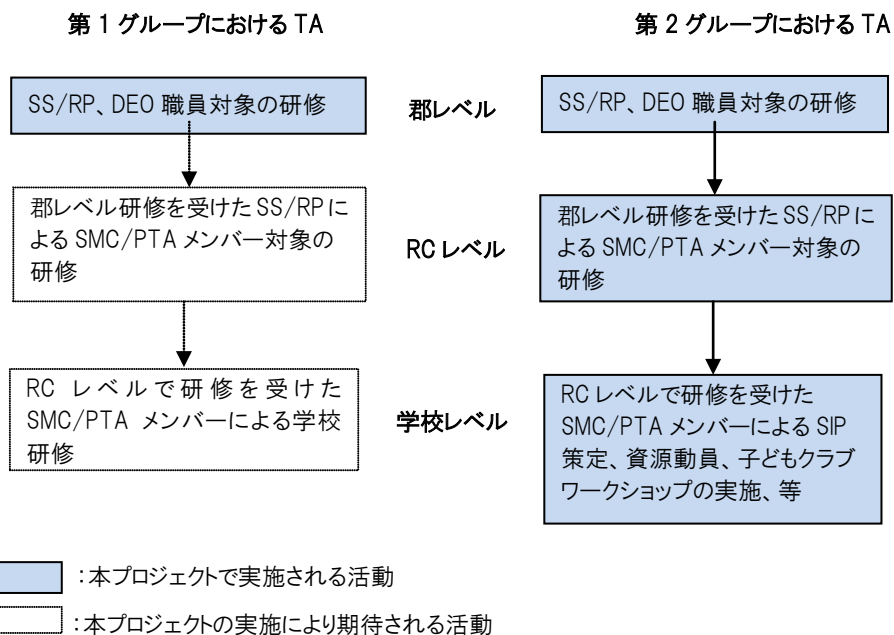 第 1 グループにおける TA
第 2 グループにおける TA
SS/RP、DEO 職員対象の研修
郡レベル
SS/RP、DEO 職員対象の研修
郡レベル研修を受けた SS/RP に
よる SMC/PTA メンバー対象の
研修
RC レベル
郡レベル研修を受けた SS/RP に
よる SMC/PTA メンバー対象の
研修
RC レベルで研修を受けた
SMC/PTA メンバーによる学校
研修
学校レベル
RC レベルで研修を受けた
SMC/PTA メンバーによる SIP
策定、資源動員、子どもクラブ
ワークショップの実施、等
：本プロジェクトで実施される活動
：本プロジェクトの実施により期待される活動